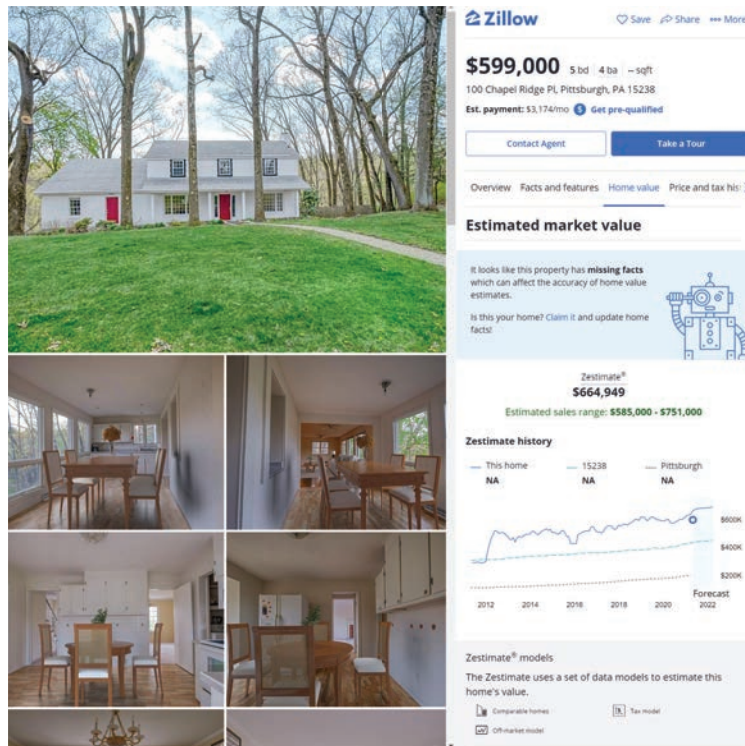 Zillow
Save Share More
$599,000 5 bd 4 ba -- sqft
100 Chapel Ridge Pl, Pittsburgh, PA 15238
Est. payment: $3,174/mo $ Get pre-qualified
Contact Agent Take a Tour
Overview Facts and features Home value Price and tax his
Estimated market value
It looks like this property has missing facts
which can affect the accuracy of home value
estimates.
Is this your home? Claim it and update home
facts!
Zestimate®
$664,949
Estimated sales range: $585,000 - $751,000
Zestimate history
This home 15238 Pittsburgh
NA NA NA
$600K
$400K
$200K
Forecast
2012 2014 2016 2018 2020 2022
Zestimate® models
The Zestimate uses a set of data models to estimate this
home's value.
Comparable homes Tax model
Off-market model